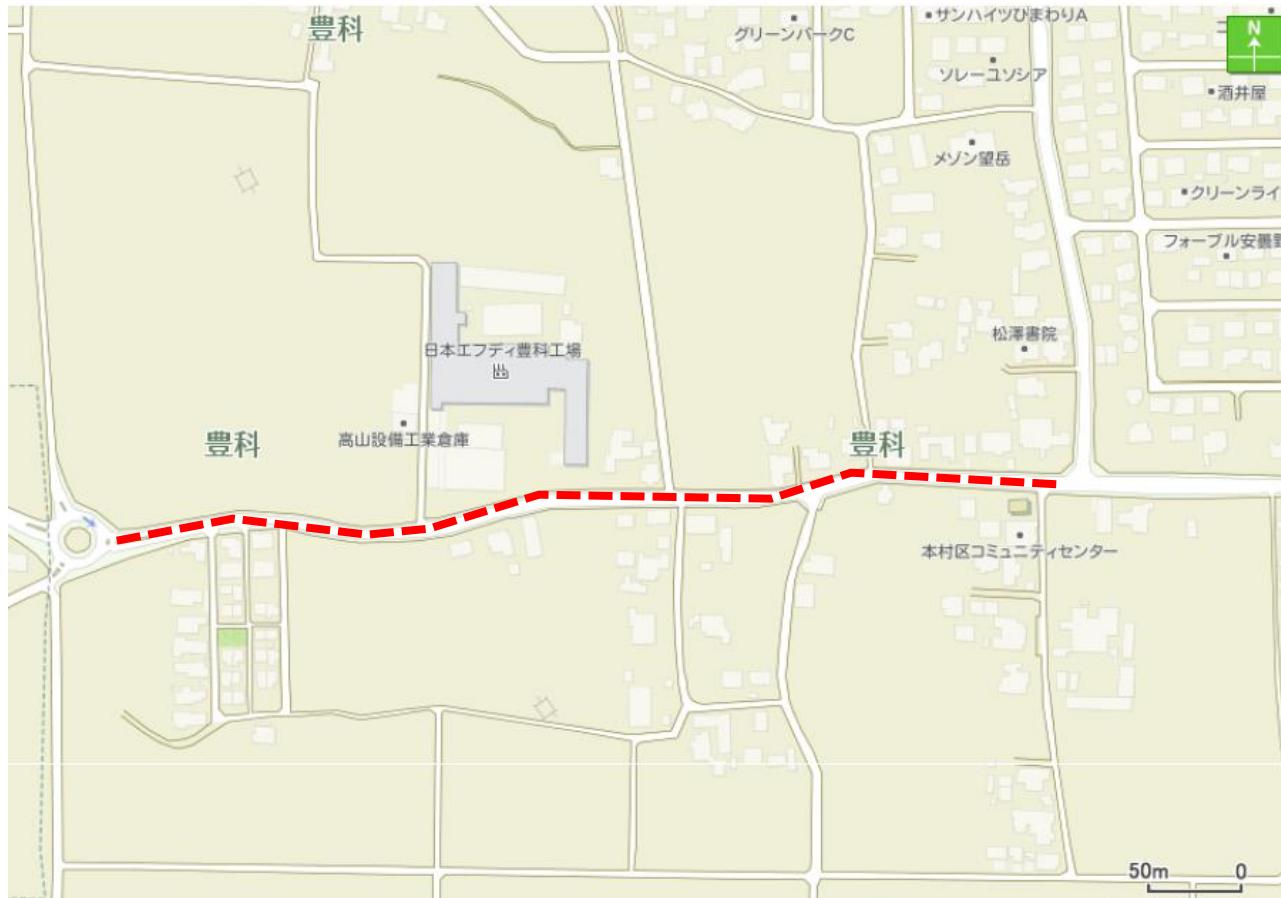 豊科
グリーンパークC
サンハイツひまわりA
N
ソレーユソシア
酒井屋
メゾン望岳
クリーンライ
フォーブル安曇野
松澤書院
日本エフディ豊科工場
高山設備工業倉庫
豊科
豊科
本村区コミュニティセンター
50m 0